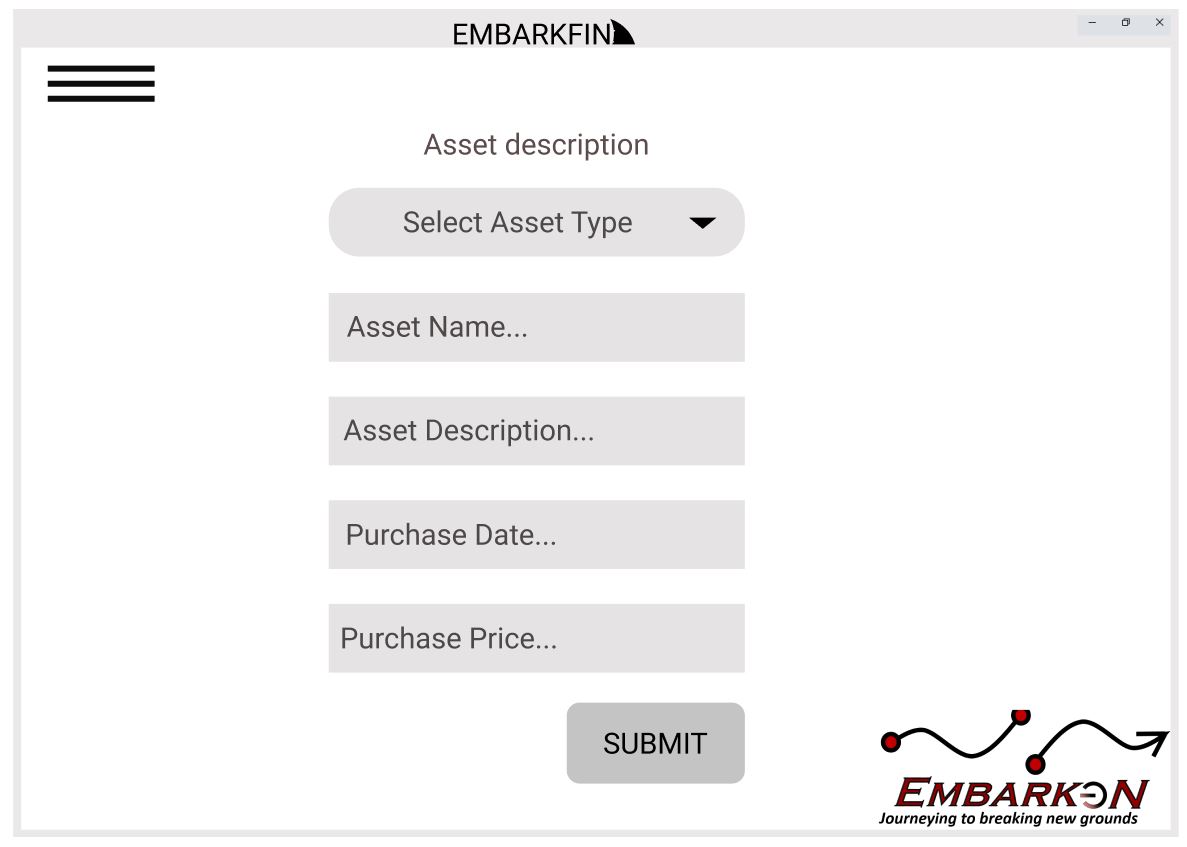 EMBARKFIN
Asset description
Select Asset Type
Asset Name...
Asset Description...
Purchase Date...
Purchase Price...
SUBMIT
EMBARKON
Journeying to breaking new grounds